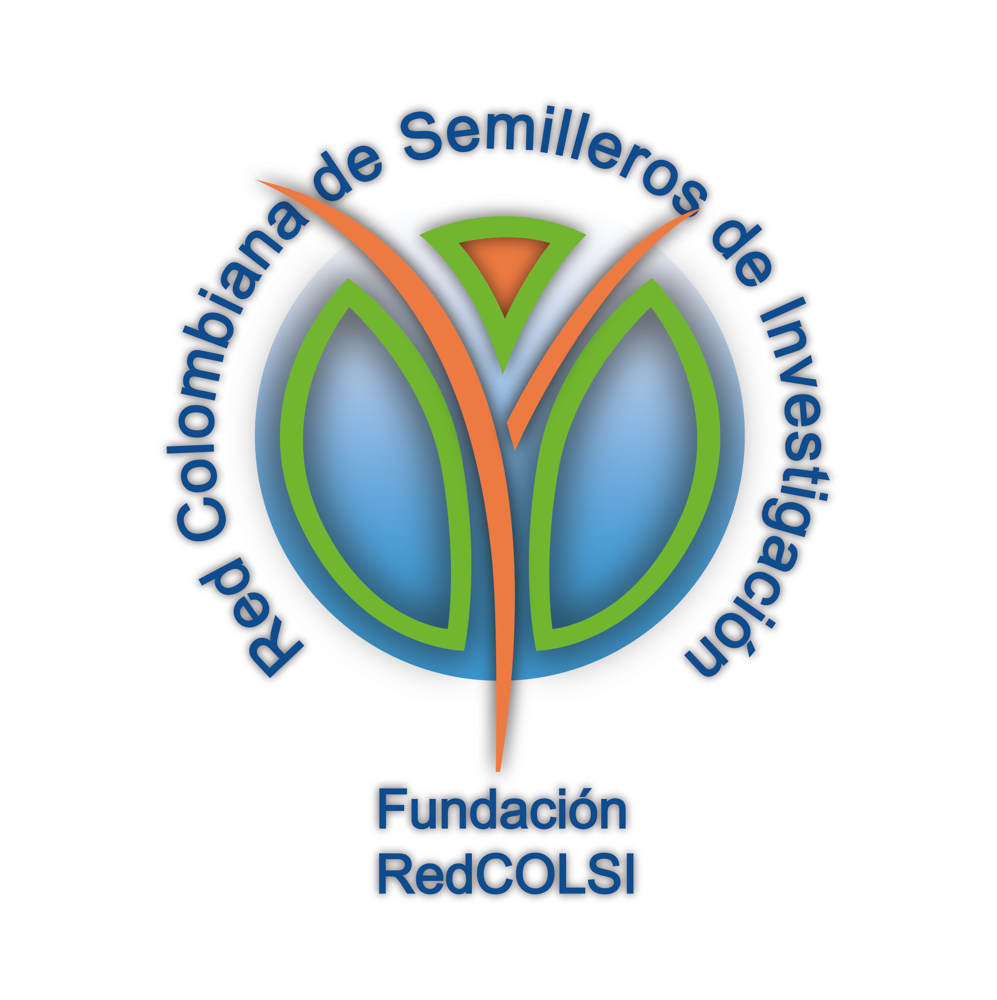 Red Colombiana de Semilleros de Investigación
Fundación
RedCOLSI